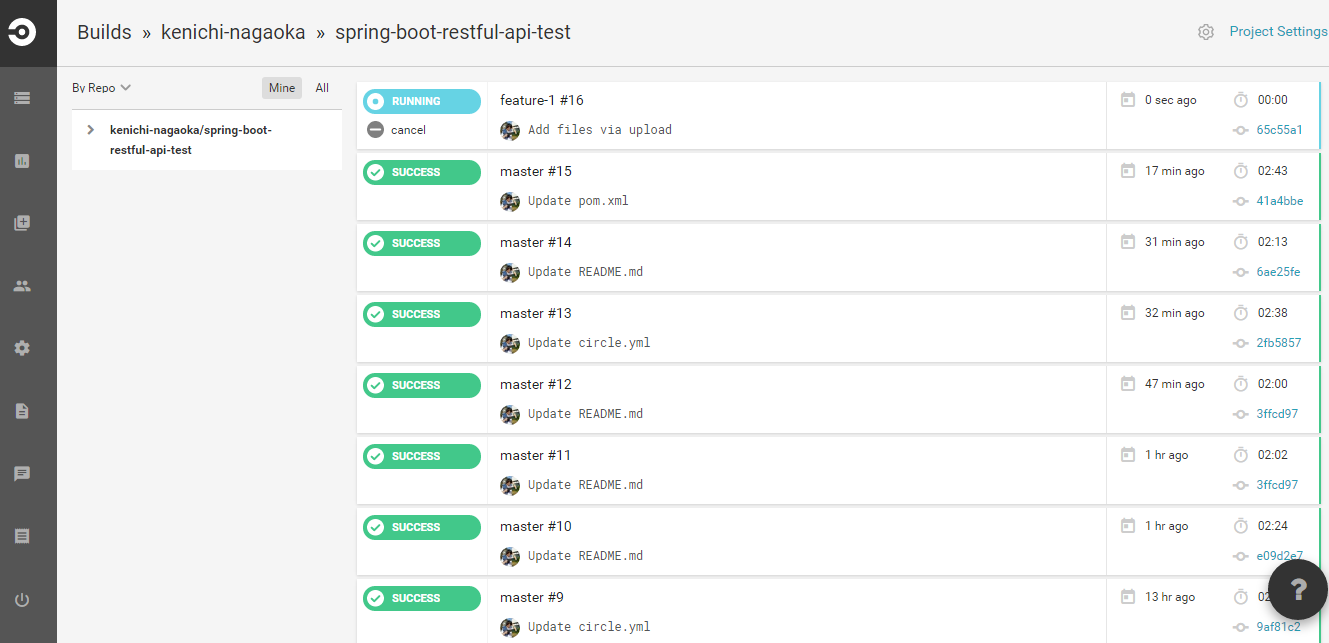 Builds » kenichi-nagaoka » spring-boot-restful-api-test
Project Settings
By Repo
Mine
All
kenichi-nagaoka/spring-boot-
restful-api-test
RUNNING
cancel
feature-1 #16
Add files via upload
0 sec ago
00:00
65c55a1
SUCCESS
master #15
Update pom.xml
17 min ago
02:43
41a4bbe
SUCCESS
master #14
Update README.md
31 min ago
02:13
6ae25fe
SUCCESS
master #13
Update circle.yml
32 min ago
02:38
2fb5857
SUCCESS
master #12
Update README.md
47 min ago
02:00
3ffcd97
SUCCESS
master #11
Update README.md
1 hr ago
02:02
3ffcd97
SUCCESS
master #10
Update README.md
1 hr ago
02:24
e09d2e7
SUCCESS
master #9
Update circle.yml
13 hr ago
9af81c2
?